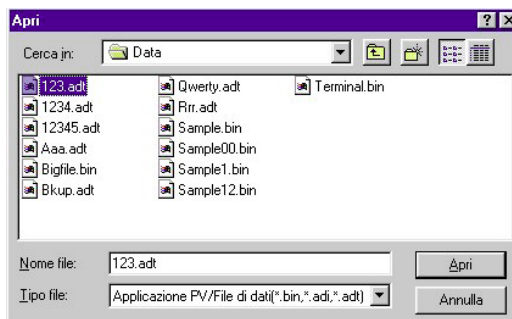 Apri
Cerca in: Data
123.adt Qwerty.adt Terminal.bin
1234.adt Rrr.adt
12345.adt Sample.bin
Aaa.adt Sample00.bin
Bigfile.bin Sample1.bin
Bkup.adt Sample12.bin
Nome file: 123.adt Apri
Tipo file: Applicazione PV/File di dati(*.bin,*.adi,*.adt) Annulla